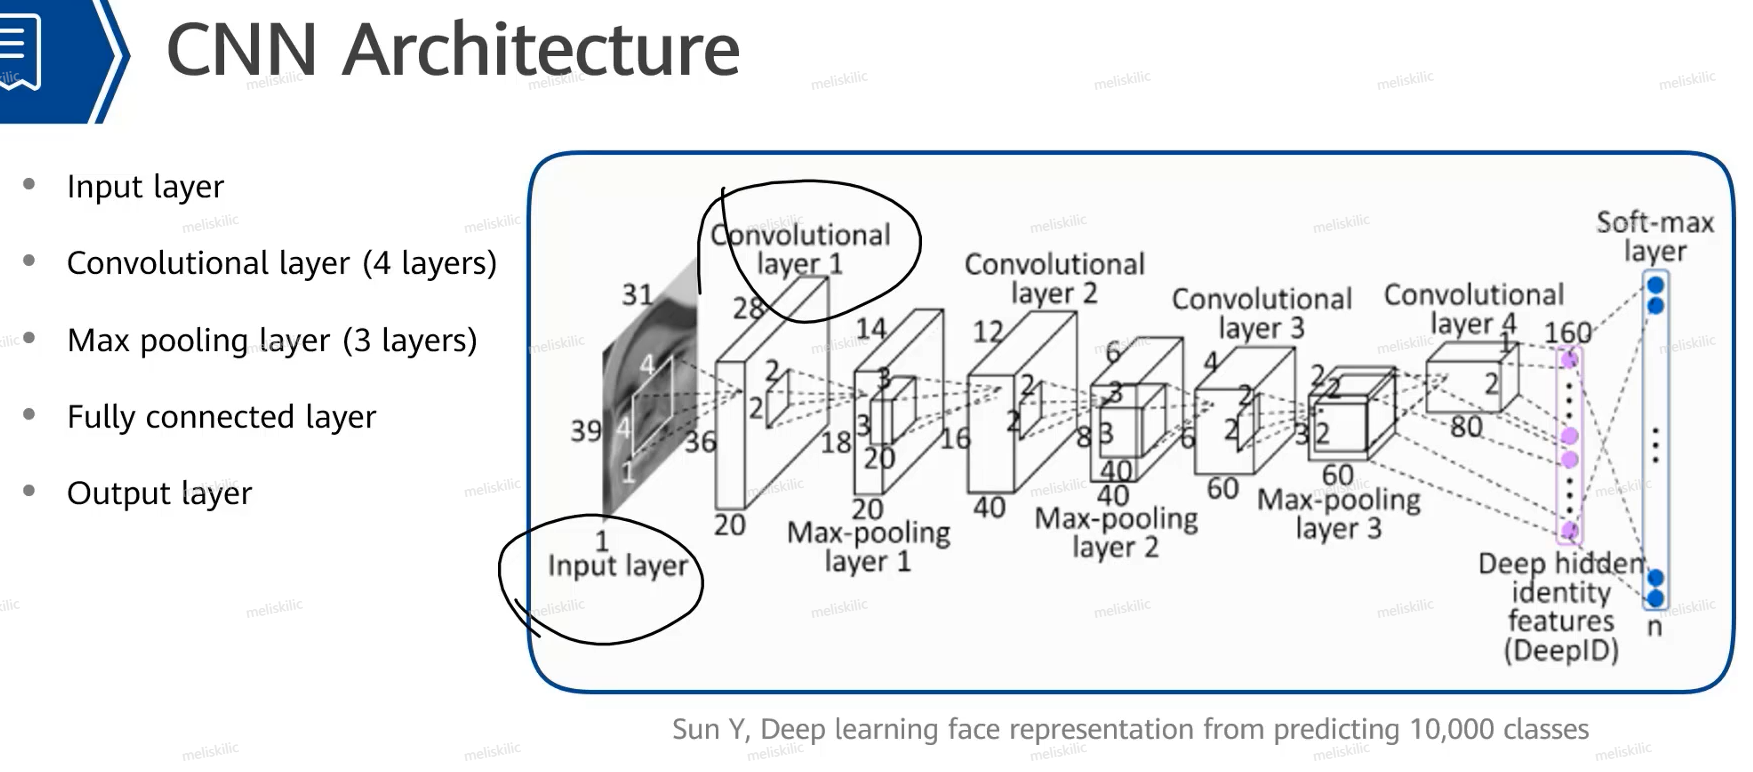 CNN Architecture
Input layer
Convolutional layer (4 layers)
Max pooling layer (3 layers)
Fully connected layer
Output layer
31
39
4
4
1
1
Input layer
Convolutional
layer 1
28
36
20
2
2
14
18
20
3
3
20
Max-pooling
layer 1
Convolutional
layer 2
12
16
40
2
2
6
8
3
3
40
40
Max-pooling
layer 2
Convolutional
layer 3
4
6
60
2
2
2
3
2
2
60
Max-pooling
layer 3
Convolutional
layer 4
1
2
80
160
Deep hidden
identity
features
(DeepID)
Soft-max
layer
n
Sun Y, Deep learning face representation from predicting 10,000 classes
meliskilic